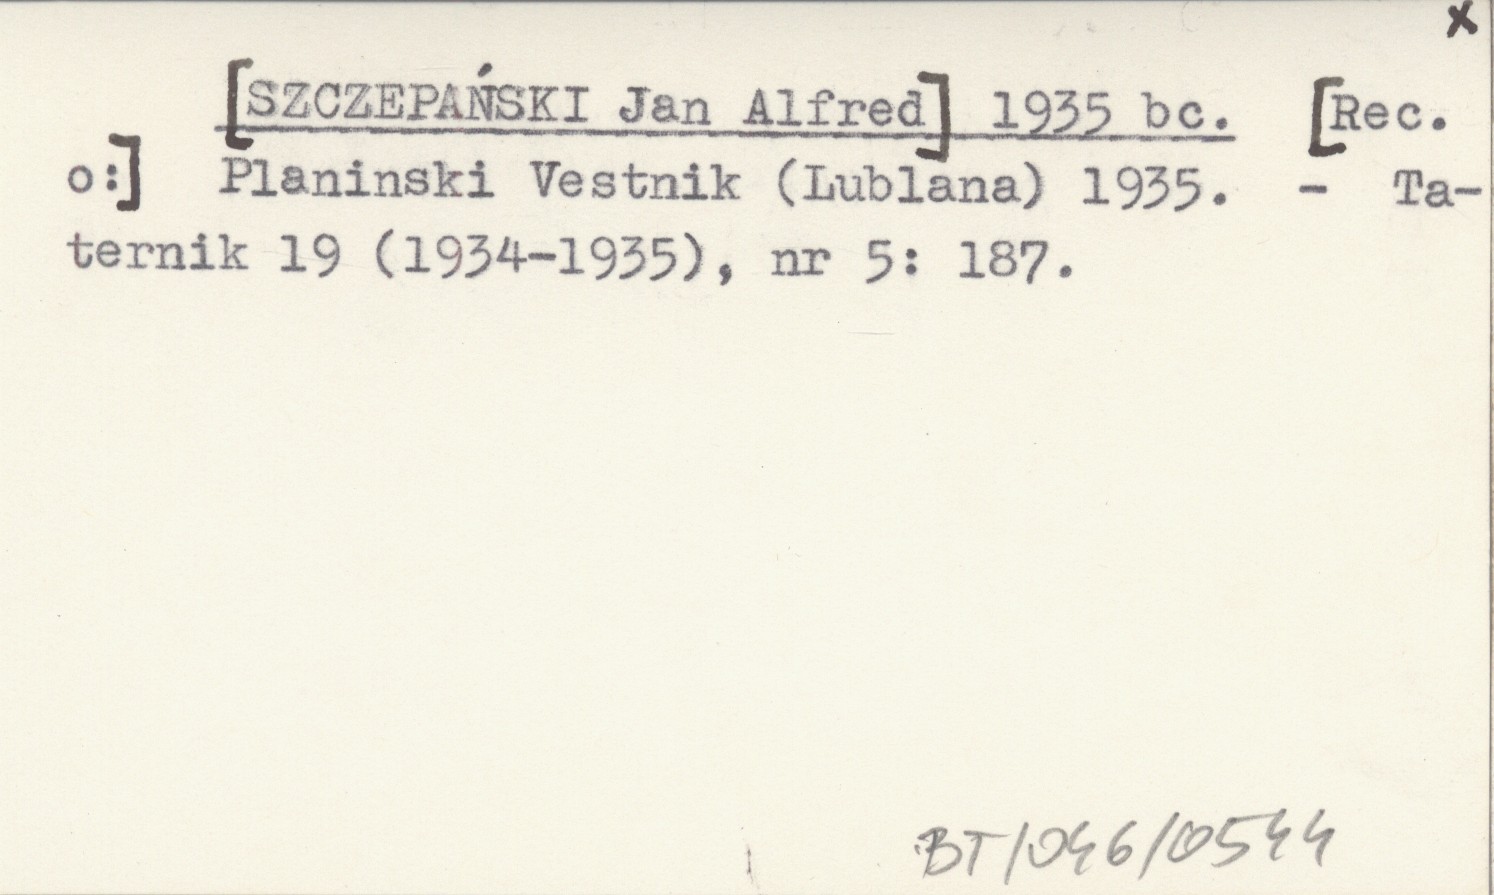 x
[SZCZEPAŃSKI Jan Alfred] 1935 bc. [Rec.
o:] Planinski Vestnik (Lublana) 1935. - Ta-
ternik 19 (1934-1935), nr 5: 187.
BT/046/0544